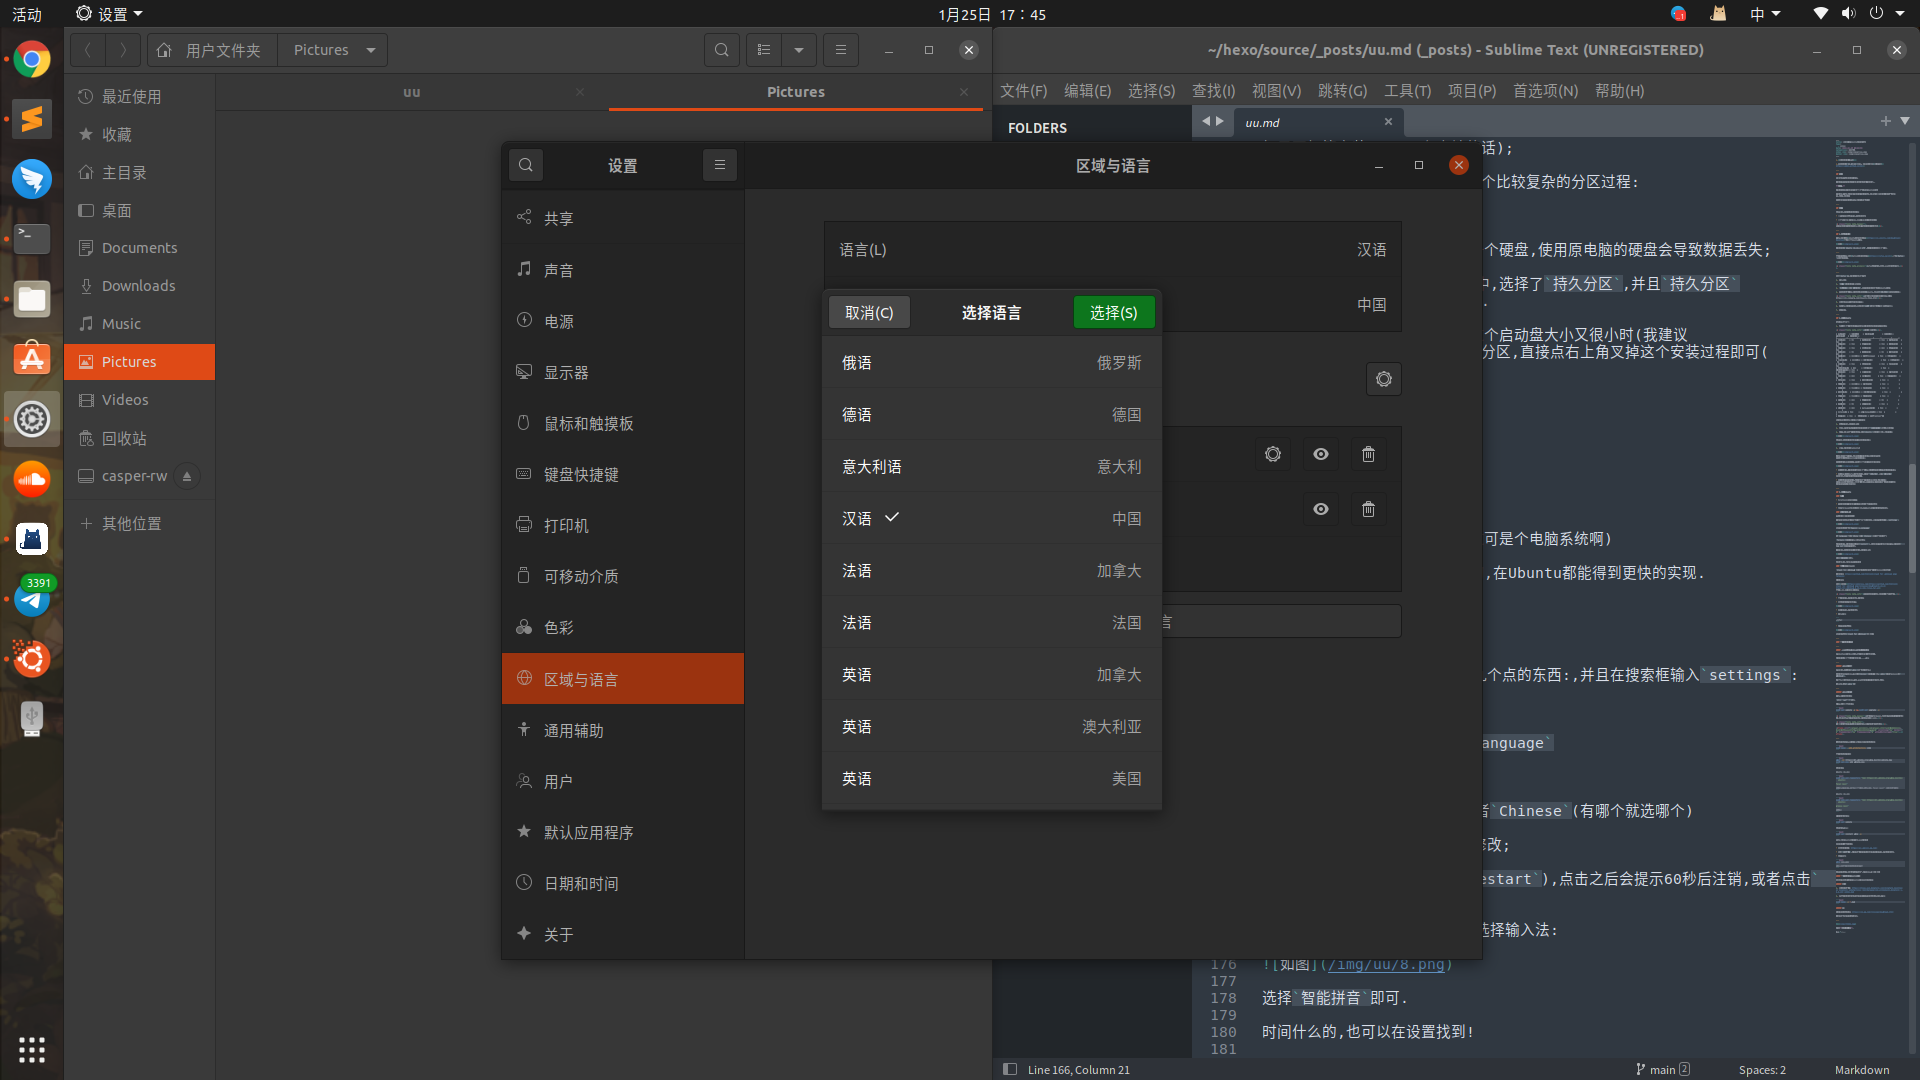 活动
设置
1月25日 17：45
中
用户文件夹
Pictures
uu
Pictures
最近使用
收藏
主目录
桌面
Documents
Downloads
Music
Pictures
Videos
回收站
casper-rw
其他位置
3391
~/hexo/source/_posts/uu.md (_posts) - Sublime Text (UNREGISTERED)
文件(F) 编辑(E) 选择(S) 查找(I) 视图(V) 跳转(G) 工具(T) 项目(P) 首选项(N) 帮助(H)
FOLDERS
uu.md
设置
区域与语言
共享
声音
电源
显示器
鼠标和触摸板
键盘快捷键
打印机
可移动介质
色彩
区域与语言
通用辅助
用户
默认应用程序
日期和时间
关于
语言(L)
汉语
中国
取消(C)
选择语言
选择(S)
俄语 俄罗斯
德语 德国
意大利语 意大利
汉语 中国
法语 加拿大
法语 法国
英语 加拿大
英语 澳大利亚
英语 美国
言
话);
个比较复杂的分区过程:
个硬盘,使用原电脑的硬盘会导致数据丢失;
中,选择了`持久分区`,并且`持久分区`
个启动盘大小又很小时(我建议
分区,直接点右上角叉掉这个安装过程即可(
可是个电脑系统啊)
,在Ubuntu都能得到更快的实现.
几个点的东西:,并且在搜索框输入`settings`:
anguage`
者`Chinese`(有哪个就选哪个)
修改;
estart`),点击之后会提示60秒后注销,或者点击`
选择输入法:
176 ![如图](/img/uu/8.png)
177
178 选择`智能拼音`即可.
179
180 时间什么的,也可以在设置找到!
181
Line 166, Column 21
main 2
Spaces: 2
Markdown